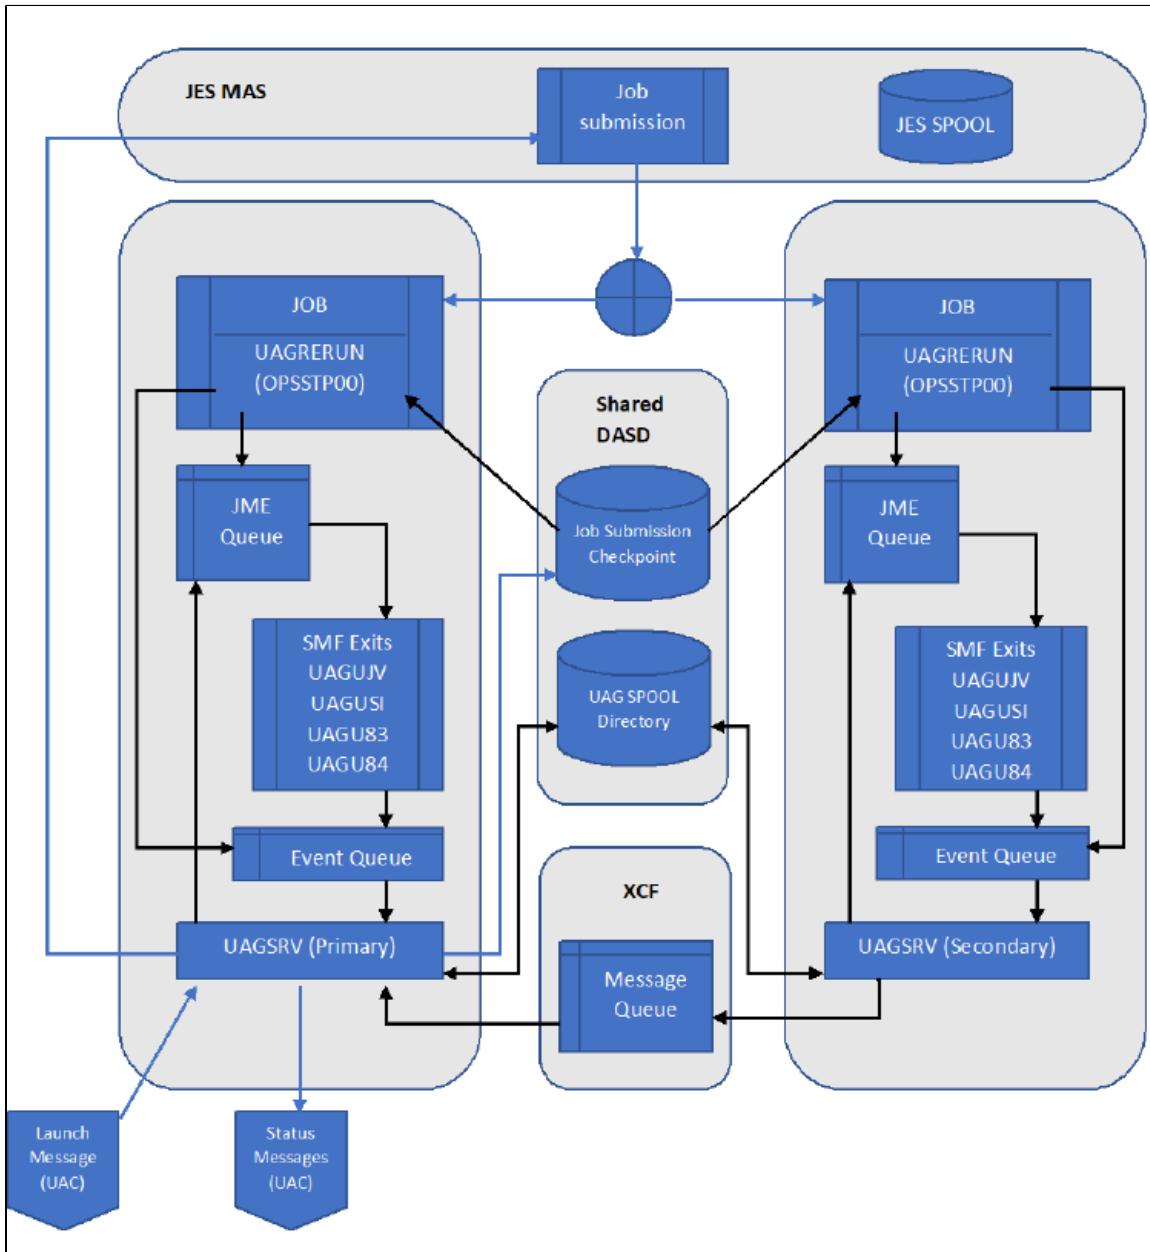 JES MAS
Job
submission
JES SPOOL
JOB
UAGRERUN
(OPSSTP00)
JME
Queue
SMF Exits
UAGUJV
UAGUSI
UAGU83
UAGU84
Event Queue
UAGSRV (Primary)
Shared
DASD
Job Submission
Checkpoint
UAG SPOOL
Directory
XCF
Message
Queue
JOB
UAGRERUN
(OPSSTP00)
JME
Queue
SMF Exits
UAGUJV
UAGUSI
UAGU83
UAGU84
Event Queue
UAGSRV (Secondary)
Launch
Message
(UAC)
Status
Messages
(UAC)